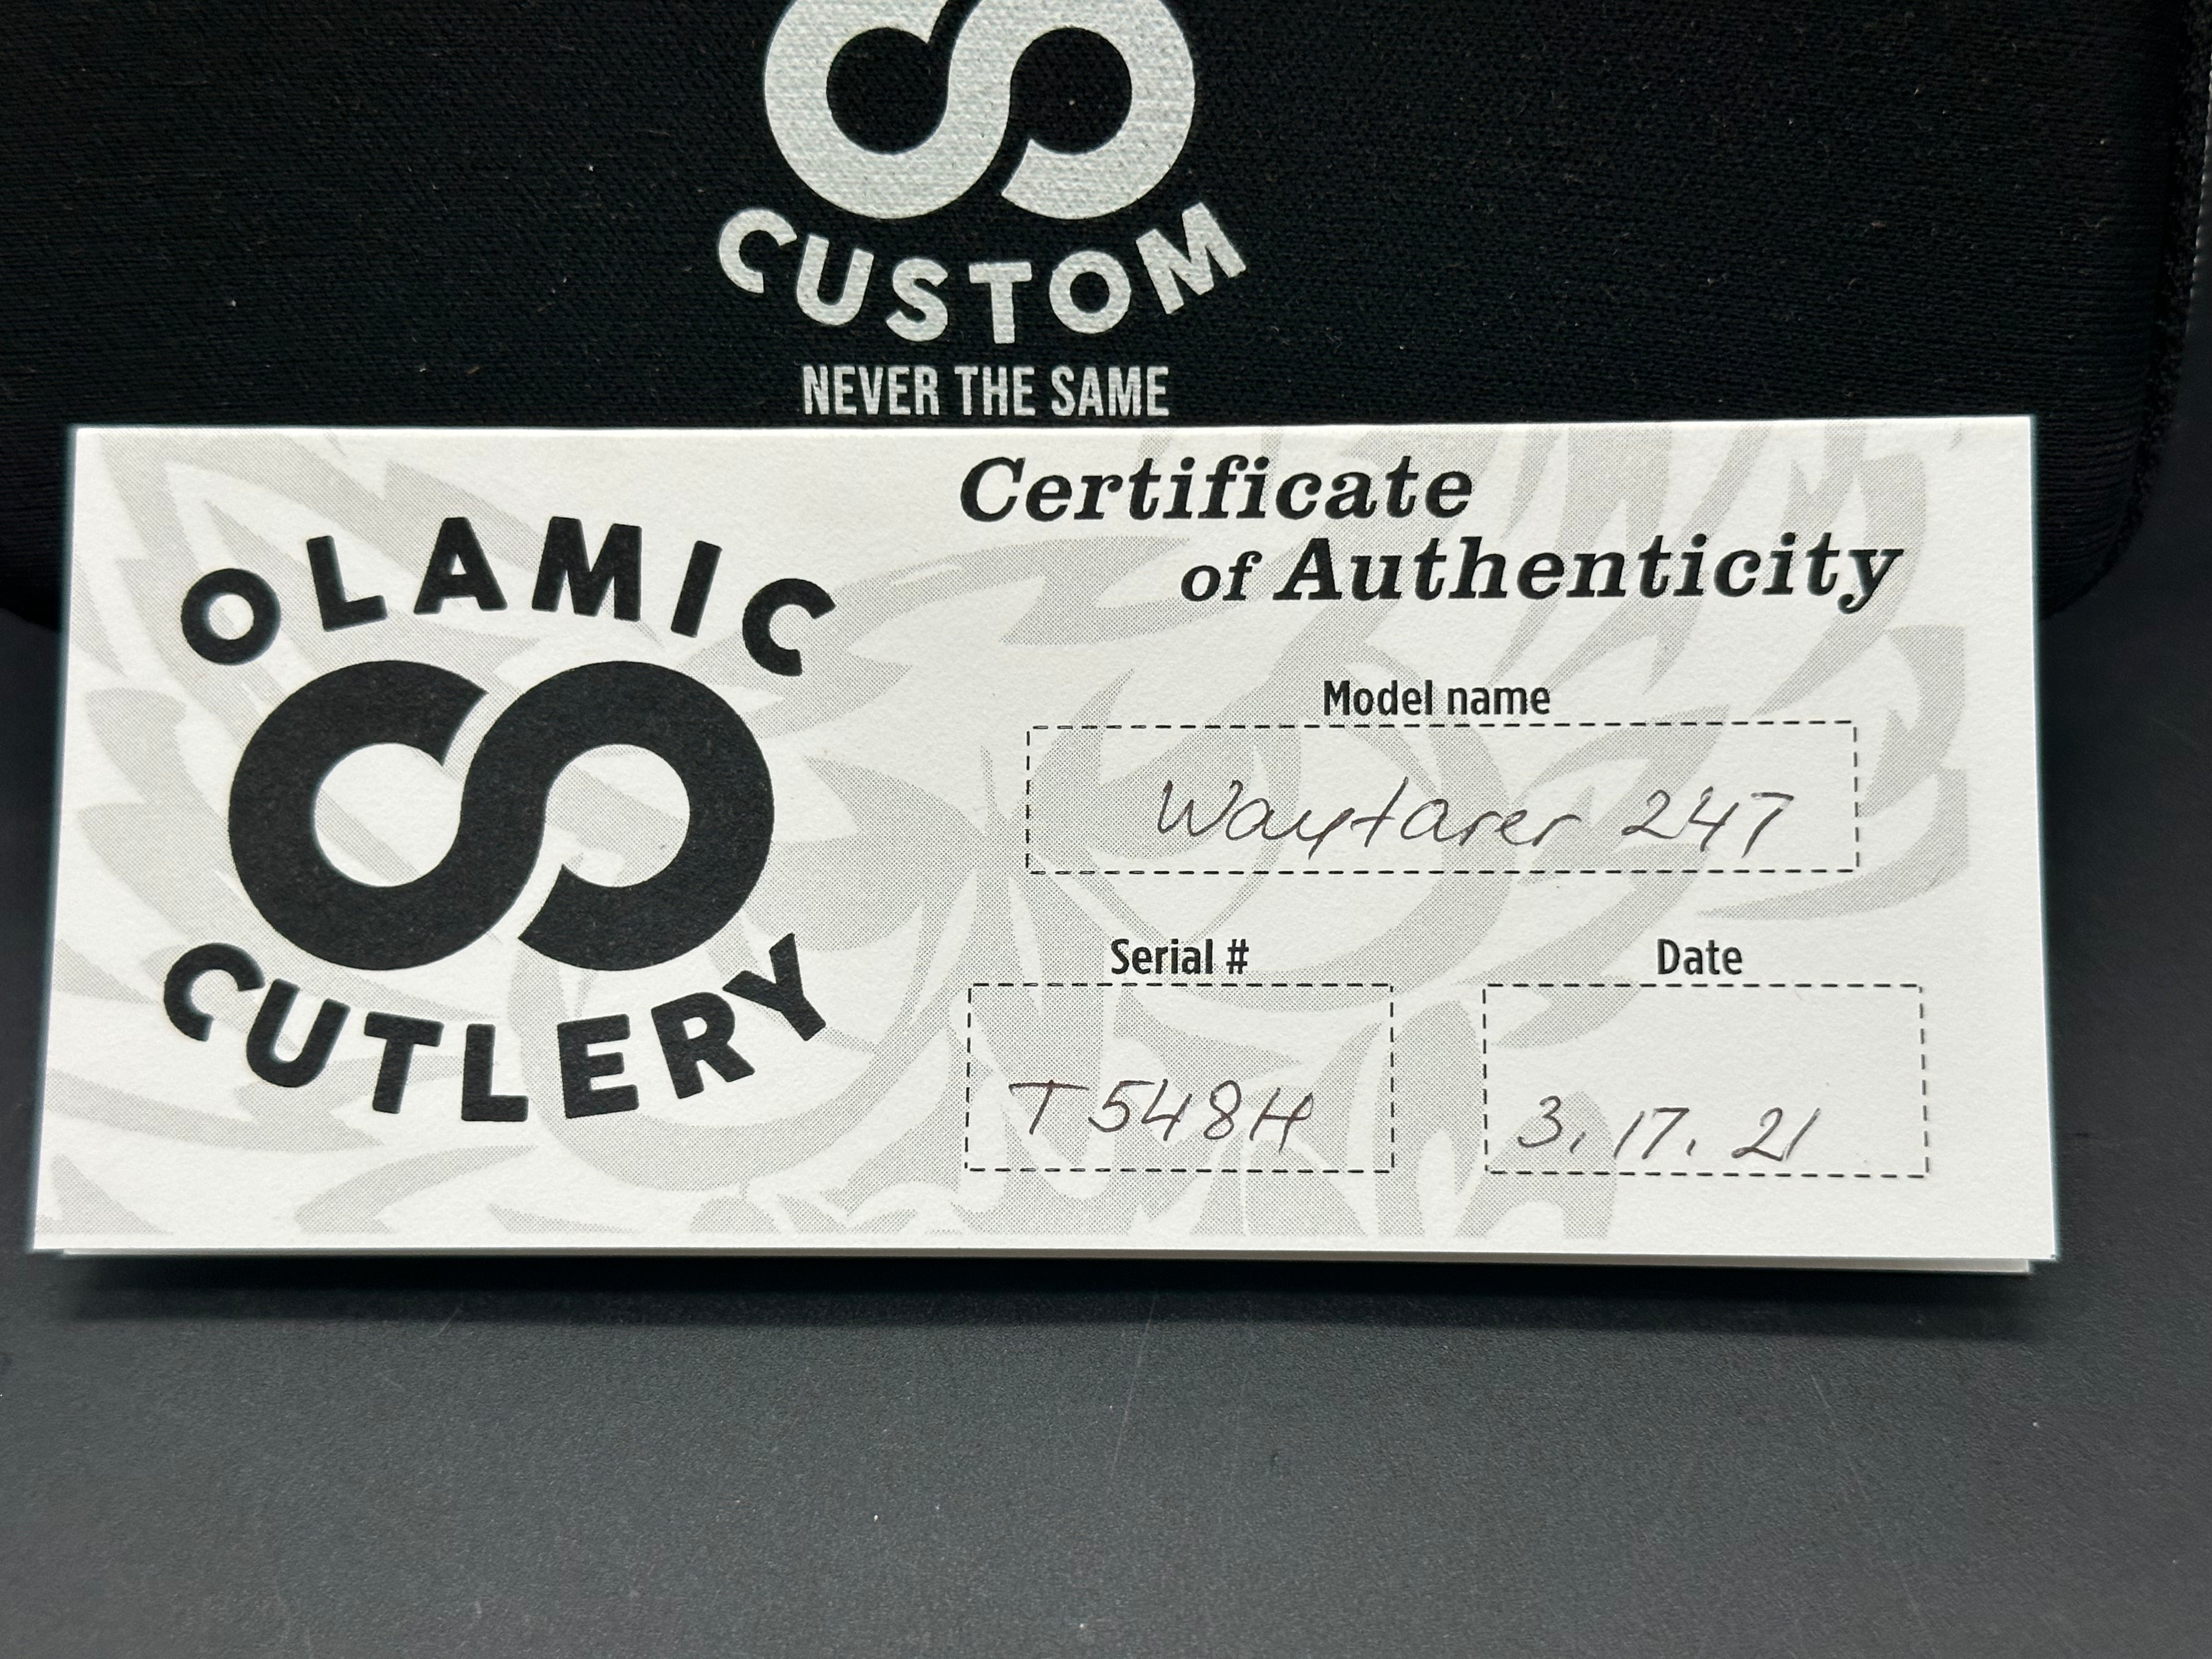 CUSTOM
NEVER THE SAME
OLAMIC
CUTLERY
Certificate
of Authenticity
Model name
Wayfarer 247
Serial #
T548H
Date
3.17.21